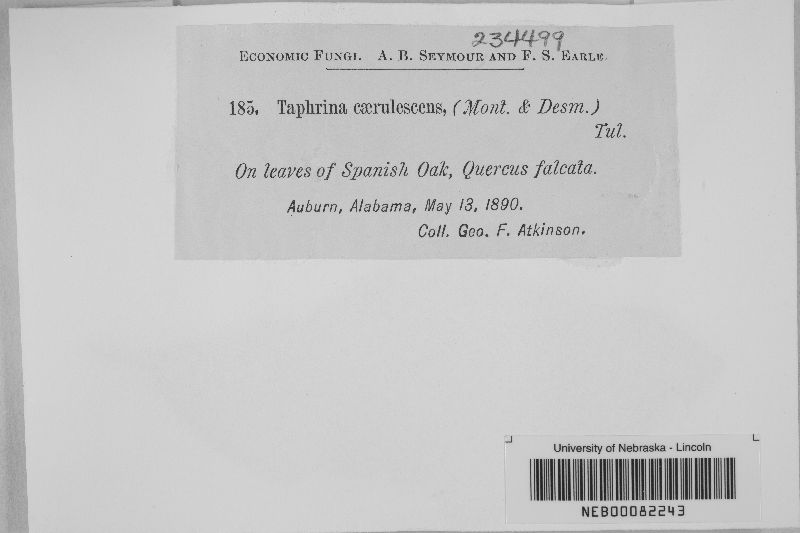 234499
ECONOMIC FUNGI. A. B. SEYMOUR AND F. S. EARLE.
185. Taphrina cœrulescens, (Mont. & Desm.)
Tul.
On leaves of Spanish Oak, Quercus falcata.
Auburn, Alabama, May 13, 1890.
Coll. Geo. F. Atkinson.
University of Nebraska - Lincoln
NEB00082243